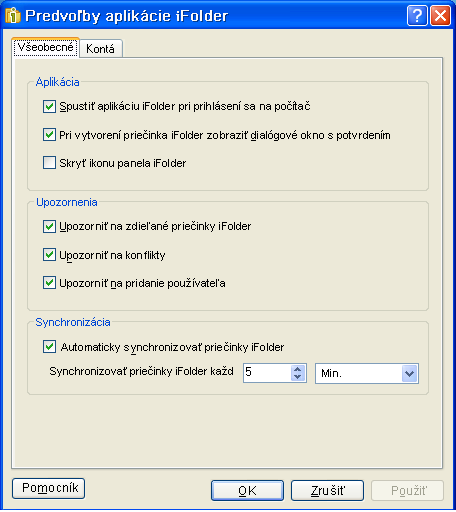 Predvoľby aplikácie iFolder
Všeobecné Kontá
Aplikácia
Spustiť aplikáciu iFolder pri prihlásení sa na počítač
Pri vytvorení priečinka iFolder zobraziť dialógové okno s potvrdením
Skryť ikonu panela iFolder
Upozornenia
Upozorniť na zdieľané priečinky iFolder
Upozorniť na konflikty
Upozorniť na pridanie používateľa
Synchronizácia
Automaticky synchronizovať priečinky iFolder
Synchronizovať priečinky iFolder každ 5 Min.
Pomocník OK Zrušiť Použiť